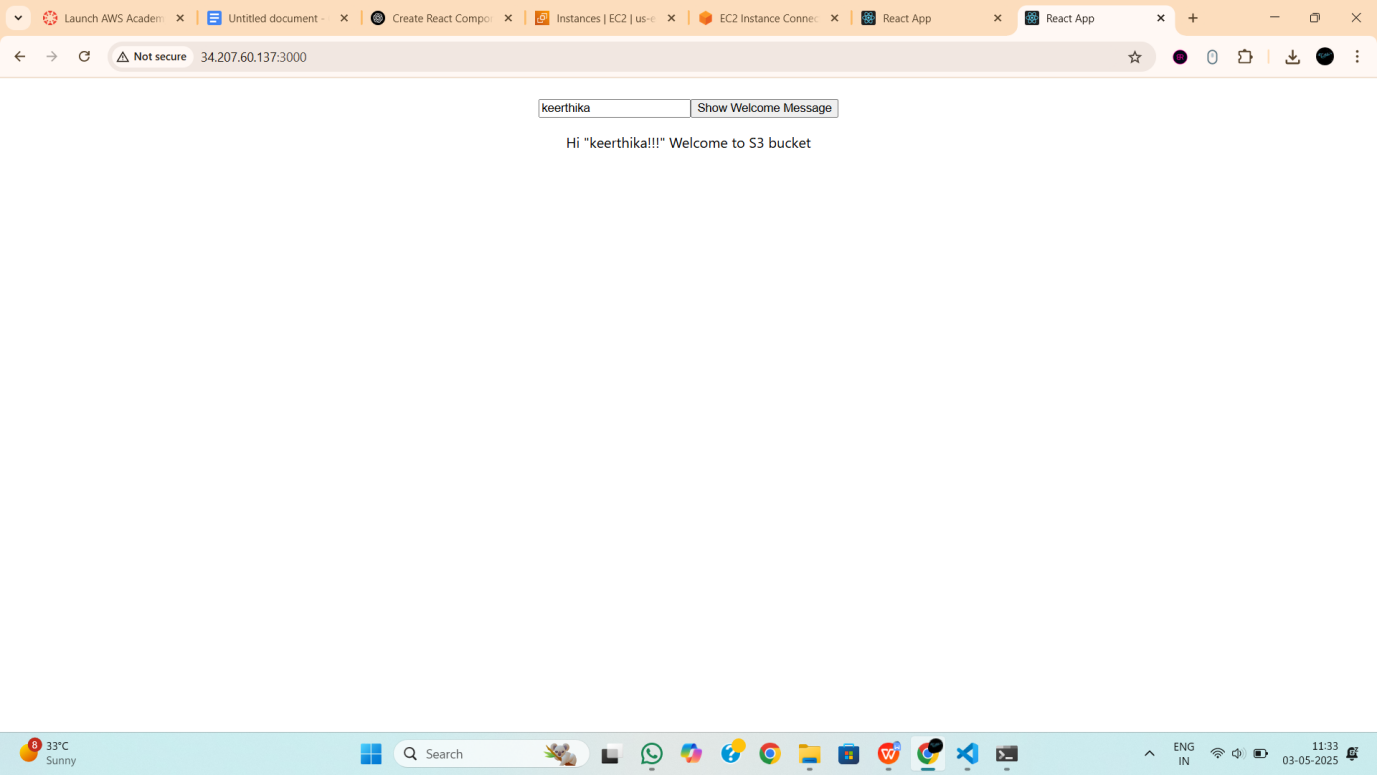 Launch AWS Academ
Untitled document -
Create React Compor
Instances | EC2 | us-e
EC2 Instance Connec
React App
React App
Not secure
34.207.60.137:3000
keerthika
Show Welcome Message
Hi "keerthika!!!" Welcome to S3 bucket
8
33°C
Sunny
Search
ENG
IN
11:33
03-05-2025